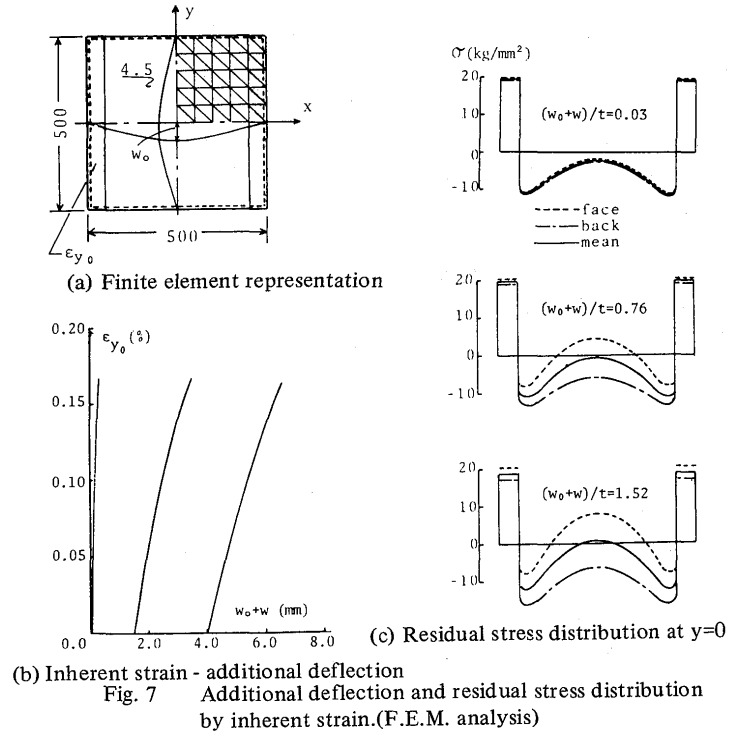 y
4.5
x
500
w₀
500
εy₀
(a) Finite element representation
σ(kg/mm²)
20
10
(w₀+w)/t=0.03
0
-10
face
back
mean
20
10
(w₀+w)/t=0.76
0
-10
20
10
(w₀+w)/t=1.52
0
-10
(c) Residual stress distribution at y=0
0.20
εy₀(%)
0.15
0.10
0.05
w₀+w (mm)
0.0 2.0 4.0 6.0 8.0
(b) Inherent strain - additional deflection
Fig. 7 Additional deflection and residual stress distribution
by inherent strain.(F.E.M. analysis)